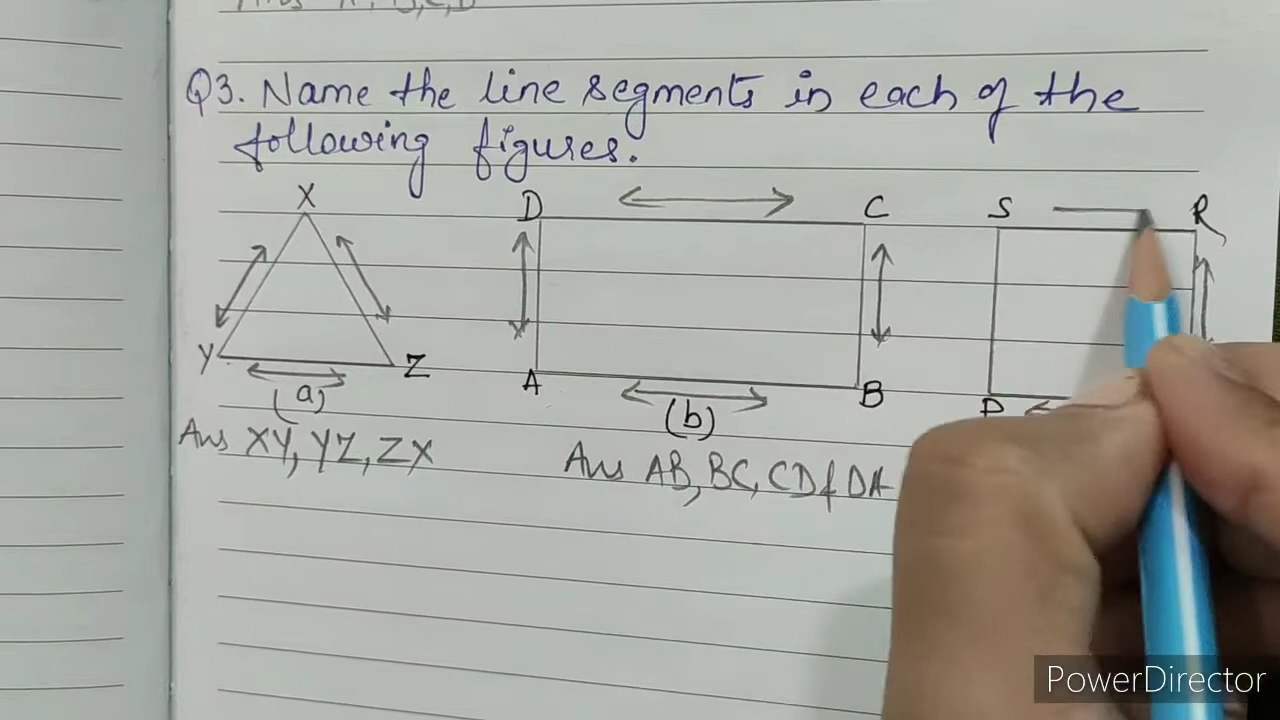 Q3. Name the line segments in each of the
following figures.
X
D
C
S
R
Y
Z
A
B
P
(a)
(b)
Ans XY, YZ, ZX
Ans AB, BC, CD & DA
PowerDirector